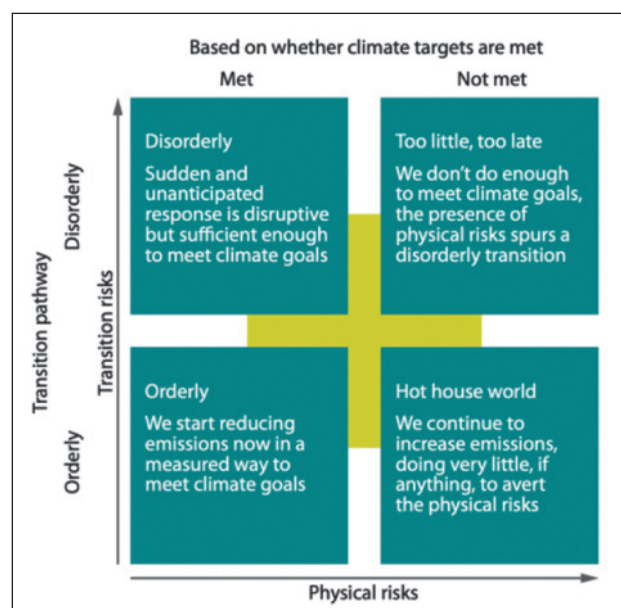 Based on whether climate targets are met
Met
Not met
Transition pathway
Disorderly
Orderly
Transition risks
Disorderly
Sudden and
unanticipated
response is disruptive
but sufficient enough
to meet climate goals
Too little, too late
We don't do enough
to meet climate goals,
the presence of
physical risks spurs a
disorderly transition
Orderly
We start reducing
emissions now in a
measured way to
meet climate goals
Hot house world
We continue to
increase emissions,
doing very little, if
anything, to avert
the physical risks
Physical risks